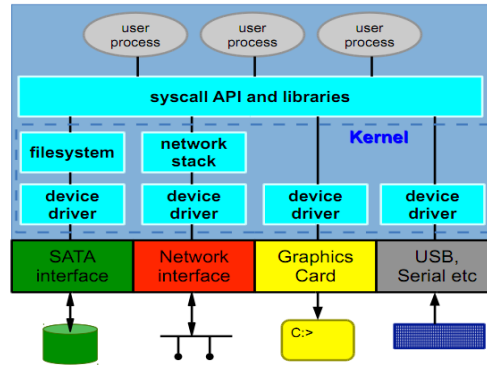 user
process
user
process
user
process
syscall API and libraries
Kernel
filesystem
network
stack
device
driver
device
driver
device
driver
device
driver
SATA
interface
Network
interface
Graphics
Card
USB,
Serial etc
C:>